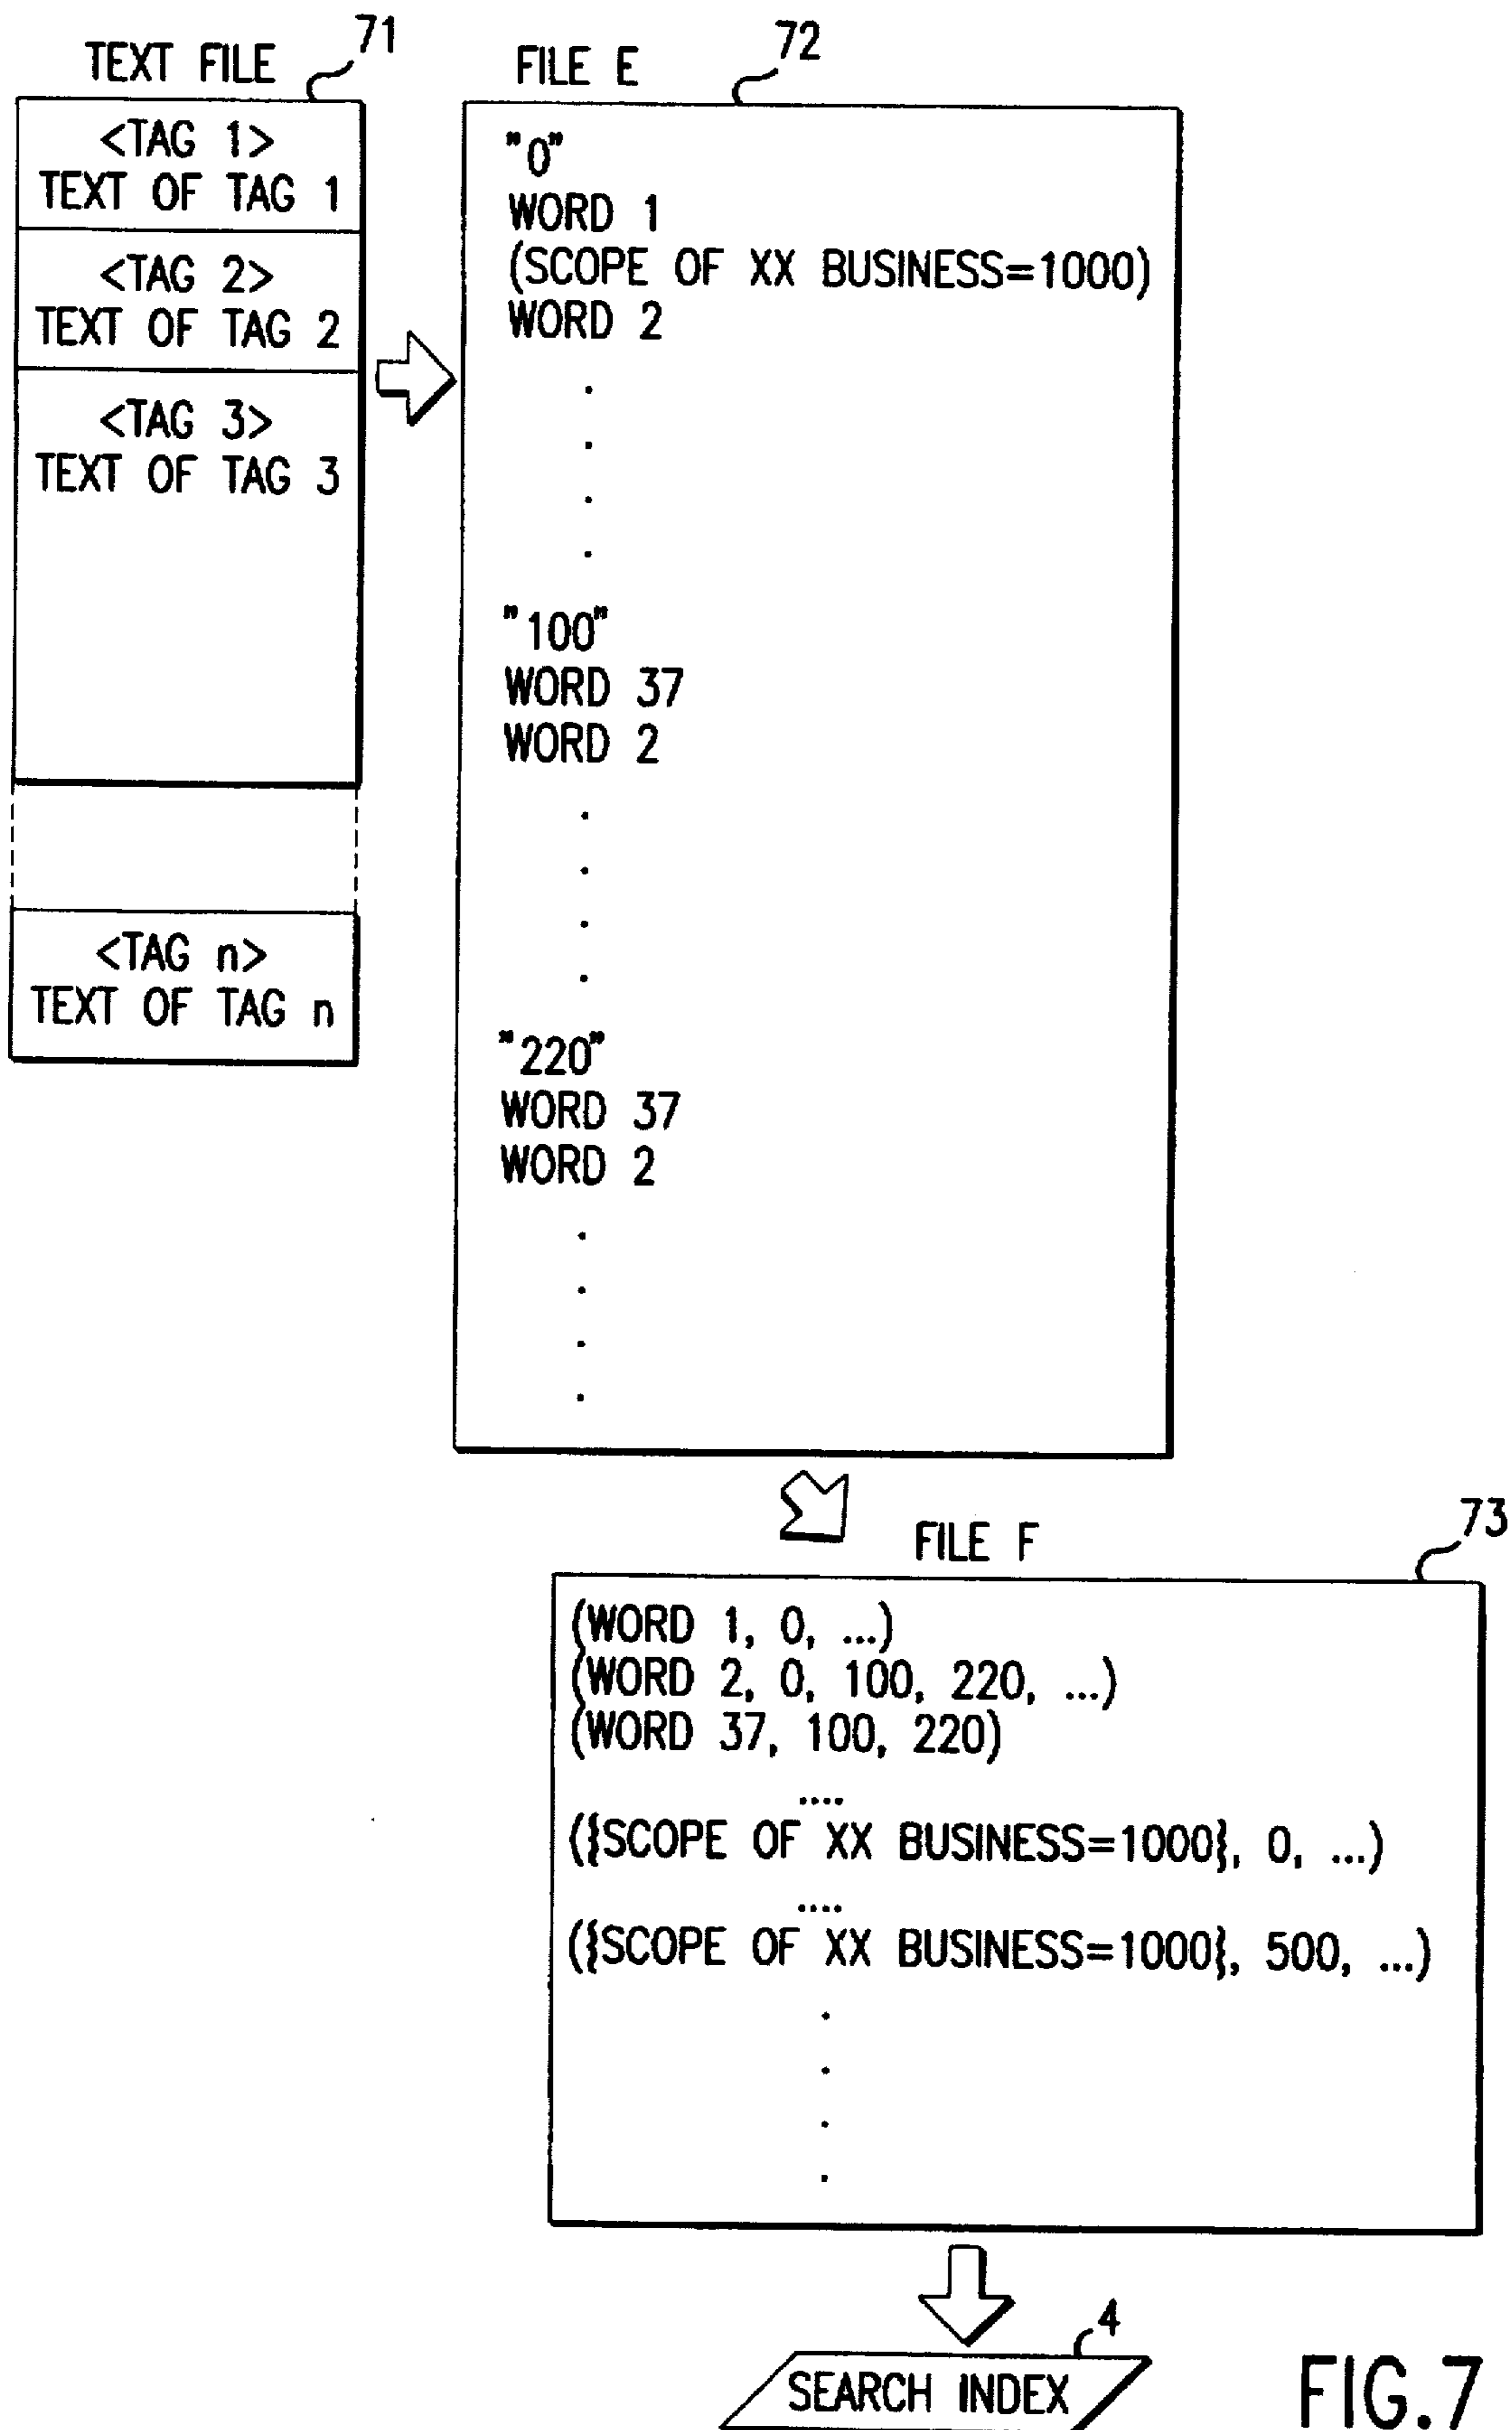 TEXT FILE
71
<TAG 1>
TEXT OF TAG 1
<TAG 2>
TEXT OF TAG 2
<TAG 3>
TEXT OF TAG 3
<TAG n>
TEXT OF TAG n
FILE E
72
"0"
WORD 1
(SCOPE OF XX BUSINESS=1000)
WORD 2
.
.
.
.
"100"
WORD 37
WORD 2
.
.
.
.
"220"
WORD 37
WORD 2
.
.
.
.
FILE F
73
(WORD 1, 0, ...)
(WORD 2, 0, 100, 220, ...)
(WORD 37, 100, 220)
....
({SCOPE OF XX BUSINESS=1000}, 0, ...)
....
({SCOPE OF XX BUSINESS=1000}, 500, ...)
.
.
.
.
4
SEARCH INDEX
FIG.7